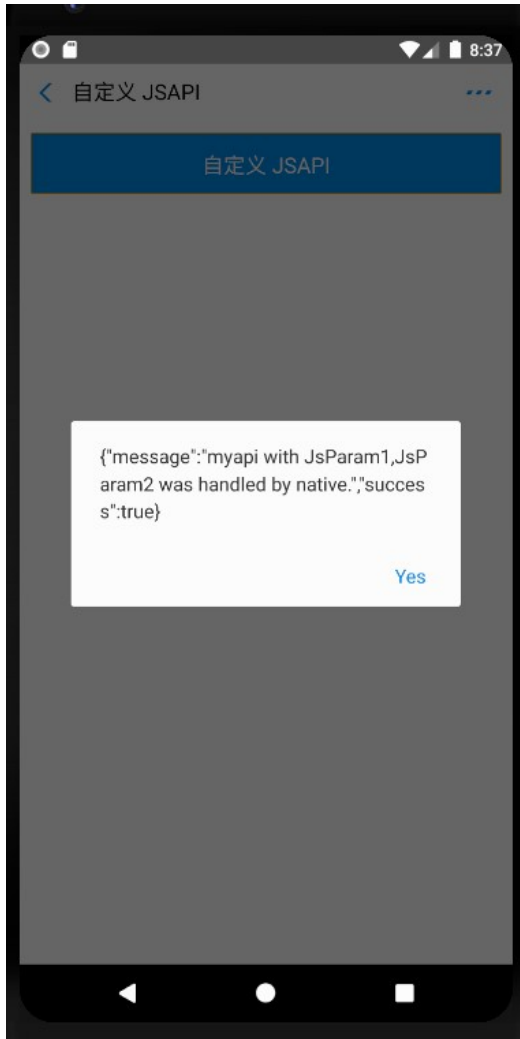 8:37
自定义 JSAPI
自定义 JSAPI
{"message":"myapi with JsParam1,JsP
aram2 was handled by native.","succes
s":true}
Yes